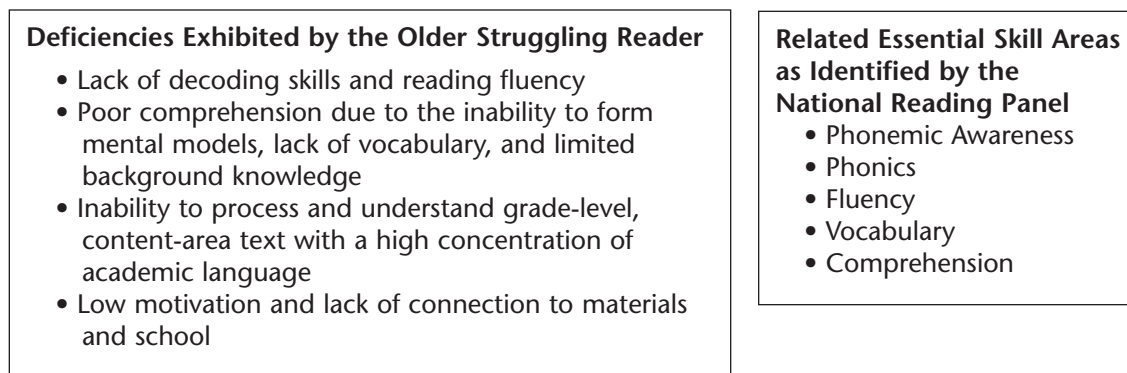 Deficiencies Exhibited by the Older Struggling Reader
• Lack of decoding skills and reading fluency
• Poor comprehension due to the inability to form
mental models, lack of vocabulary, and limited
background knowledge
• Inability to process and understand grade-level,
content-area text with a high concentration of
academic language
• Low motivation and lack of connection to materials
and school
Related Essential Skill Areas
as Identified by the
National Reading Panel
• Phonemic Awareness
• Phonics
• Fluency
• Vocabulary
• Comprehension